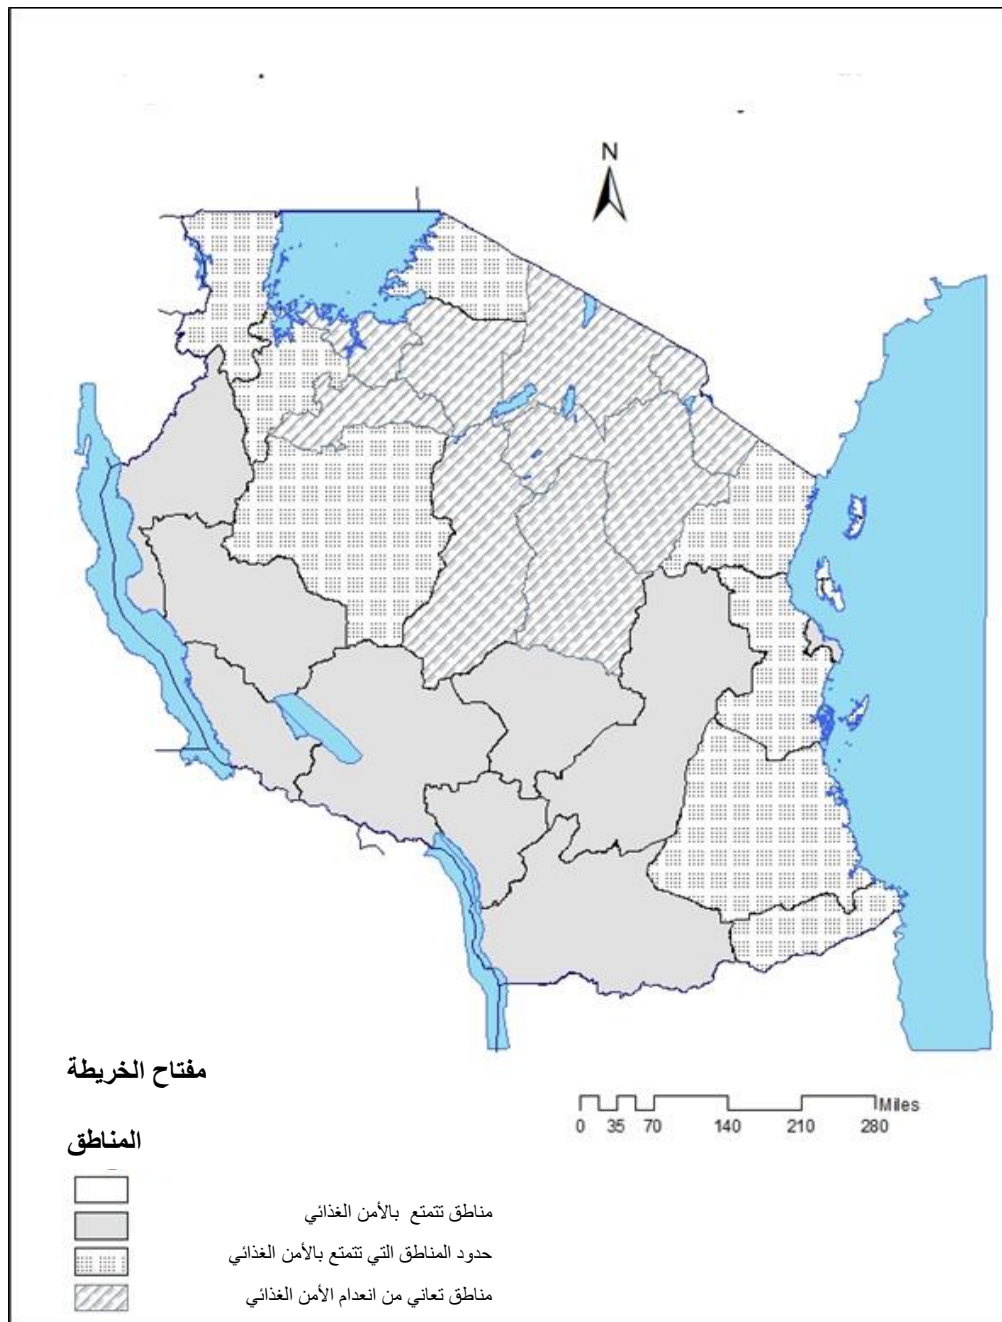 N
مفتاح الخريطة
Miles
0 35 70 140 210 280
المناطق
مناطق تتمتع بالأمن الغذائي
حدود المناطق التي تتمتع بالأمن الغذائي
مناطق تعاني من انعدام الأمن الغذائي